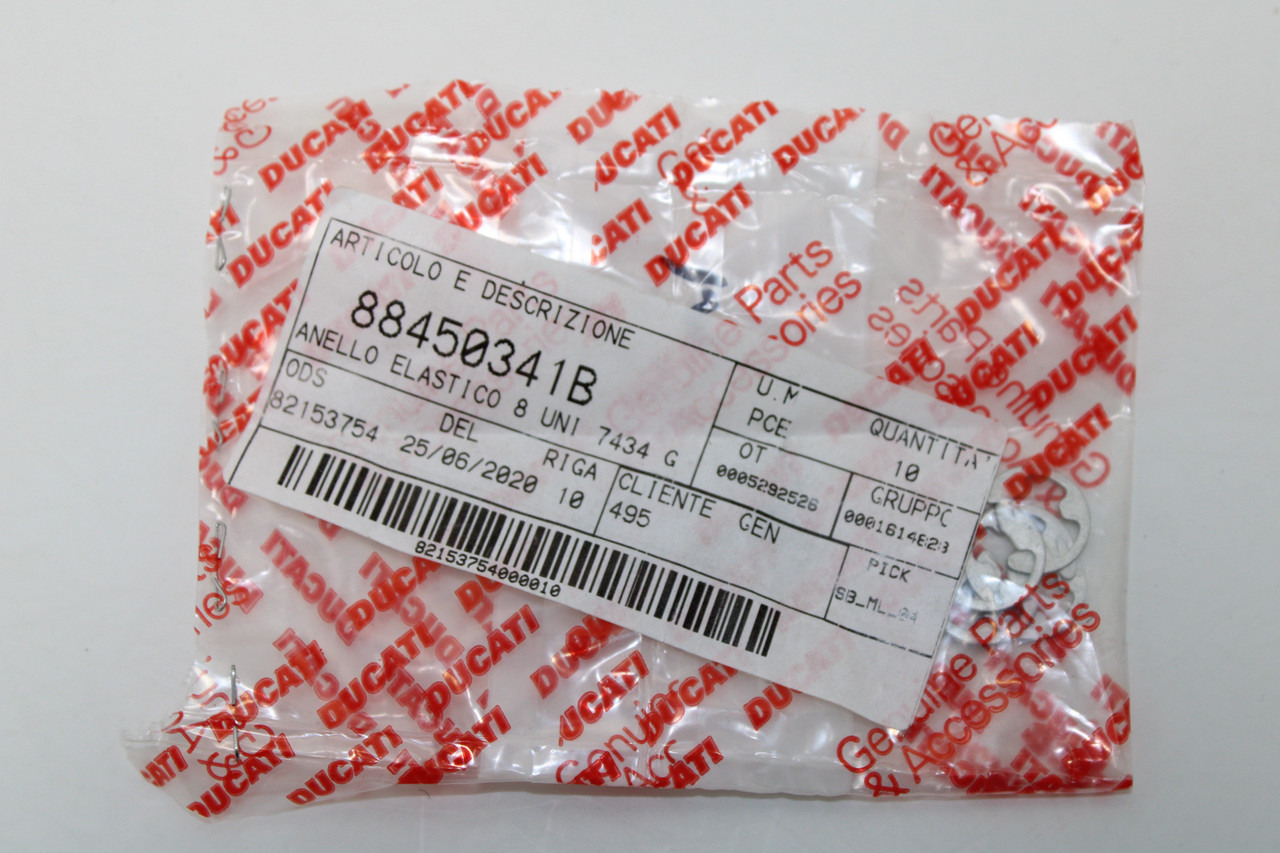 ARTICOLO E DESCRIZIONE
88450341B
ANELLO ELASTICO 8 UNI 7434 G
U.M QUANTITA'
PCE 10
ODS DEL RIGA
82153754 25/06/2020 10
CLIENTE GEN
495
OT
0005292526
GRUPPO
PICK
82153754000010
DUCATI
Genuine Parts
& Accessories